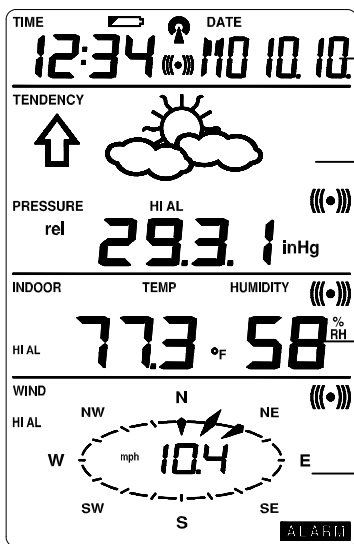 TIME DATE
12:34 MO 10.10.
TENDENCY
PRESSURE HI AL
rel 29.3.1 inHg
INDOOR TEMP HUMIDITY
HI AL 77.3 °F 58 % RH
WIND
HI AL
N
NW NE
W mph 10.4 E
SW SE
S
ALARM